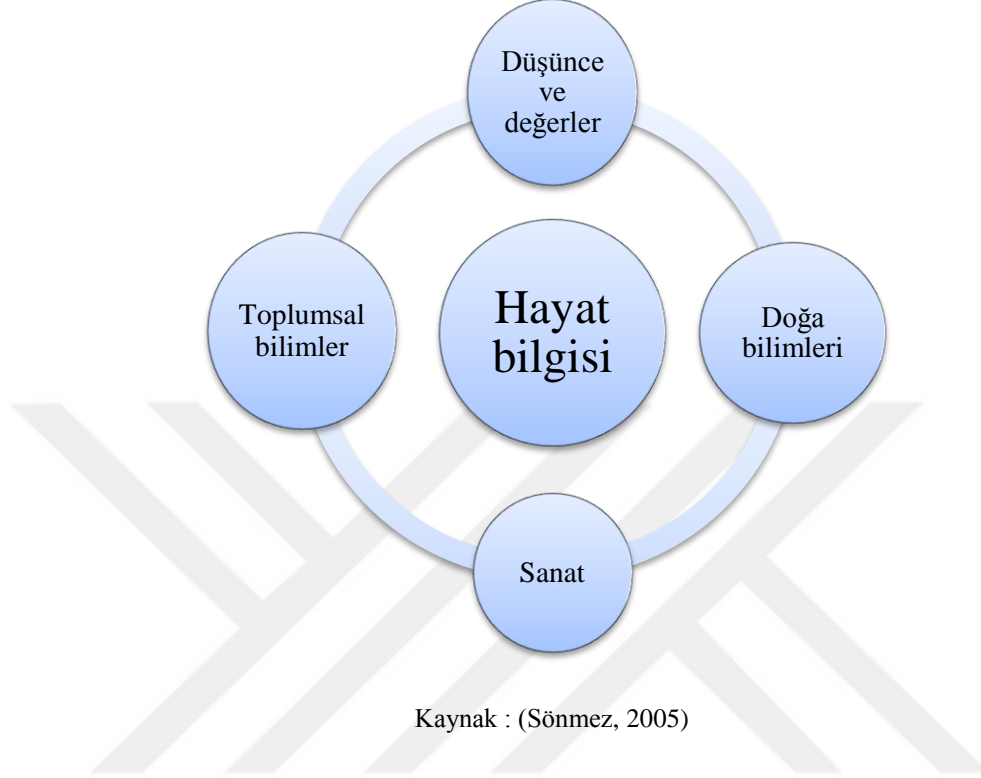 Düşünce
ve
değerler
Toplumsal
bilimler
Hayat
bilgisi
Doğa
bilimleri
Sanat
Kaynak : (Sönmez, 2005)